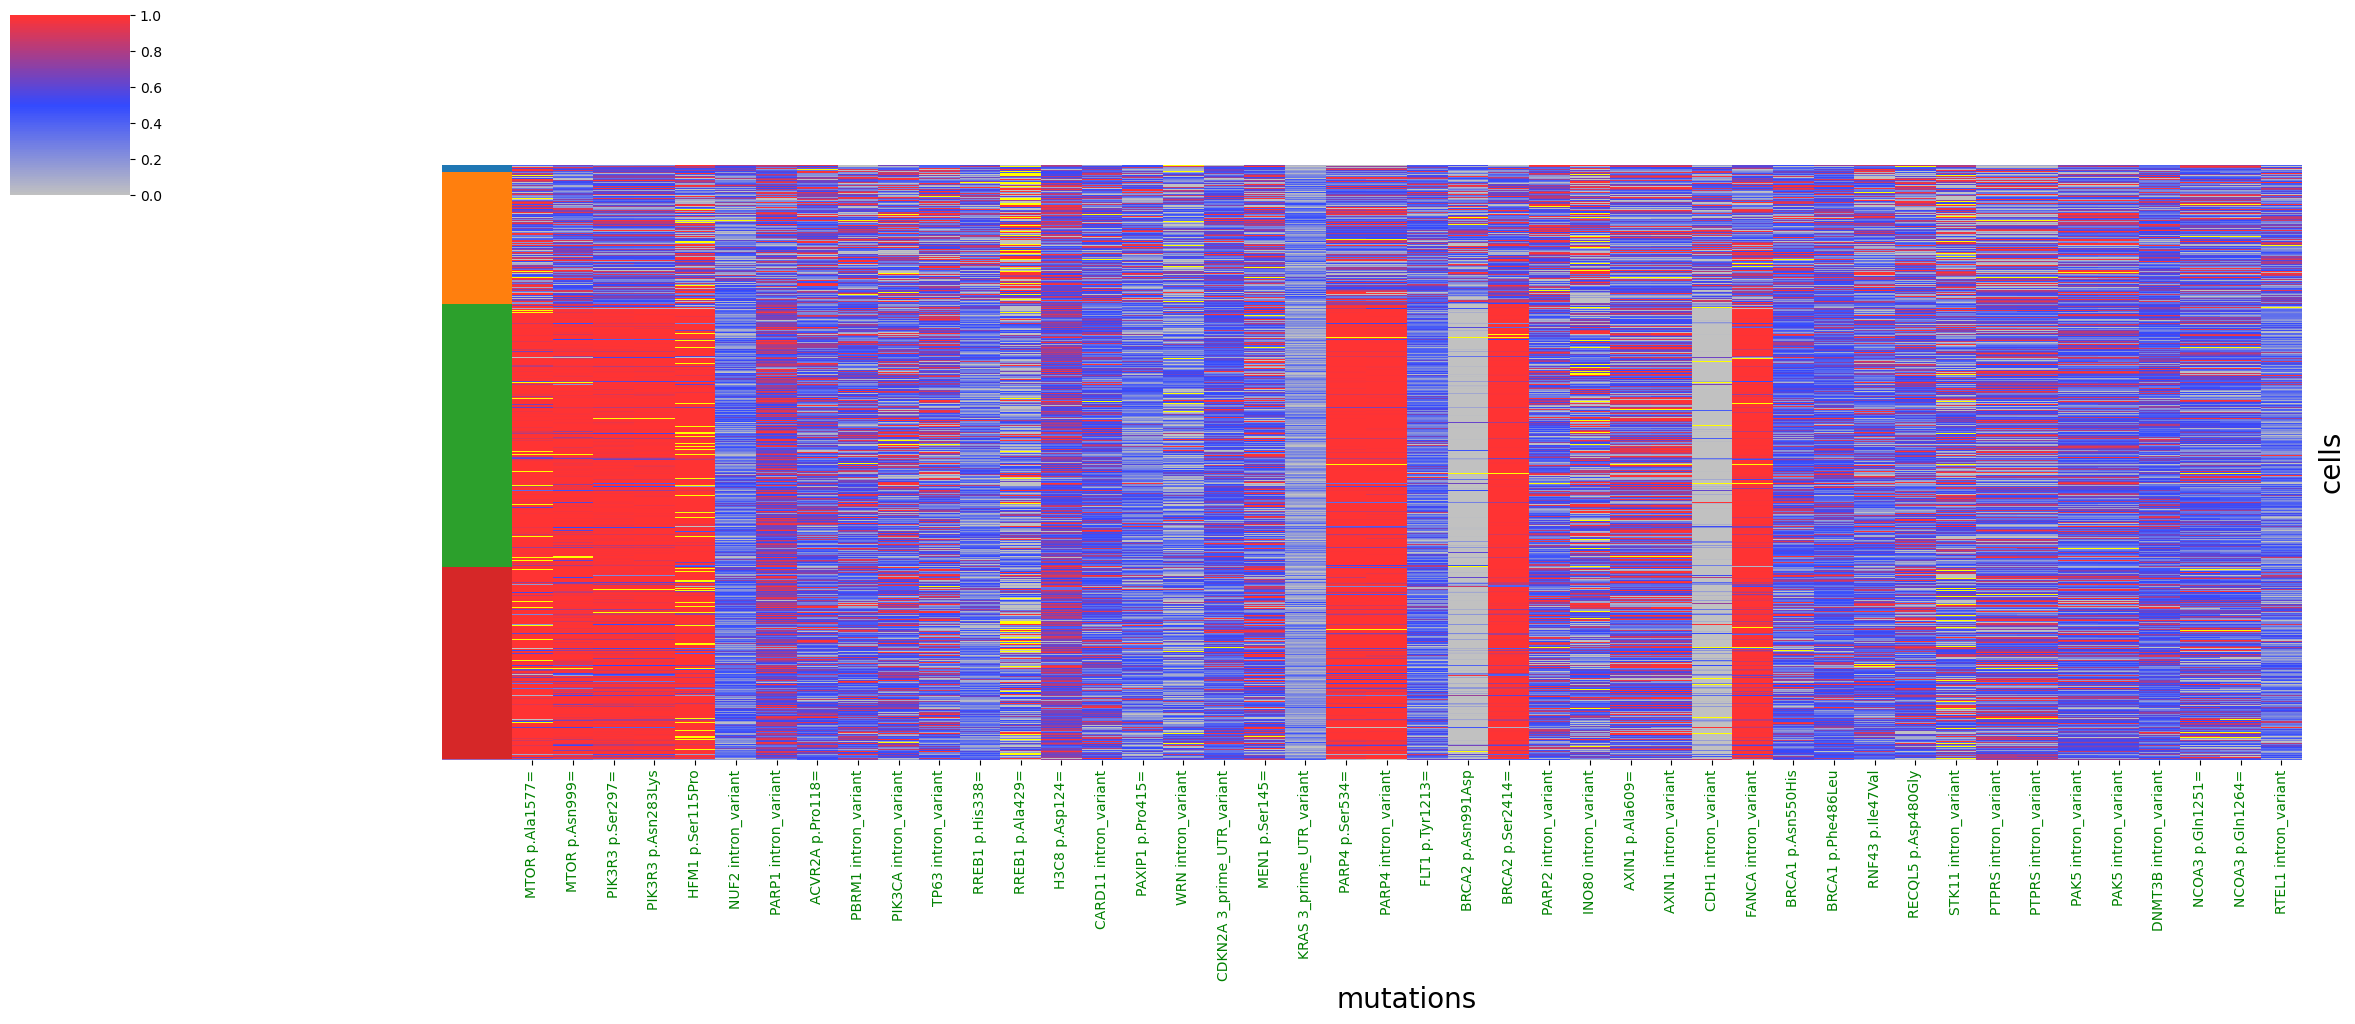 1.0
0.8
0.6
0.4
0.2
0.0
cells
MTOR p.Ala1577=
MTOR p.Asn999=
PIK3R3 p.Ser297=
PIK3R3 p.Asn283Lys
HFM1 p.Ser115Pro
NUF2 intron_variant
PARP1 intron_variant
ACVR2A p.Pro118=
PBRM1 intron_variant
PIK3CA intron_variant
TP63 intron_variant
RREB1 p.His338=
RREB1 p.Ala429=
H3C8 p.Asp124=
CARD11 intron_variant
PAXIP1 p.Pro415=
WRN intron_variant
CDKN2A 3_prime_UTR_variant
MEN1 p.Ser145=
KRAS 3_prime_UTR_variant
PARP4 p.Ser534=
PARP4 intron_variant
FLT1 p.Tyr1213=
BRCA2 p.Asn991Asp
BRCA2 p.Ser2414=
PARP2 intron_variant
INO80 intron_variant
AXIN1 p.Ala609=
AXIN1 intron_variant
CDH1 intron_variant
FANCA intron_variant
BRCA1 p.Asn550His
BRCA1 p.Phe486Leu
RNF43 p.Ile47Val
RECQL5 p.Asp480Gly
STK11 intron_variant
PTPRS intron_variant
PTPRS intron_variant
PAK5 intron_variant
PAK5 intron_variant
DNMT3B intron_variant
NCOA3 p.Gln1251=
NCOA3 p.Gln1264=
RTEL1 intron_variant
mutations